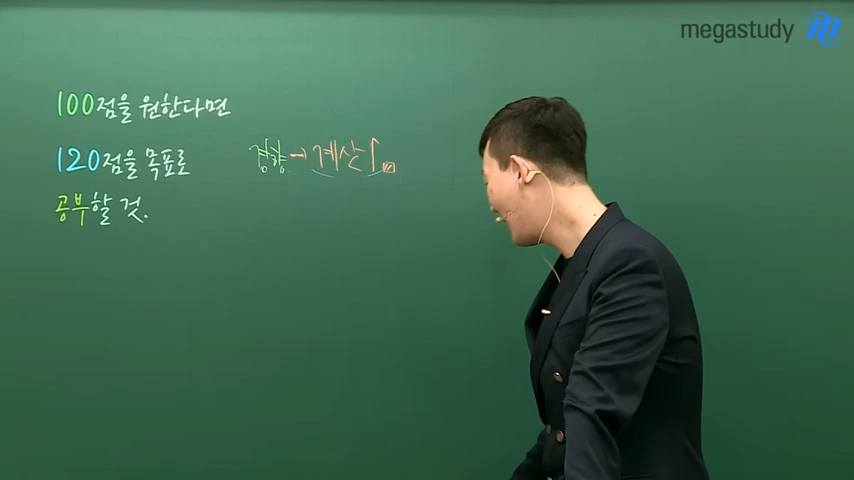 megastudy
100점을 원한다면
120점을 목표로
공부할 것.
경향 → 계산↑